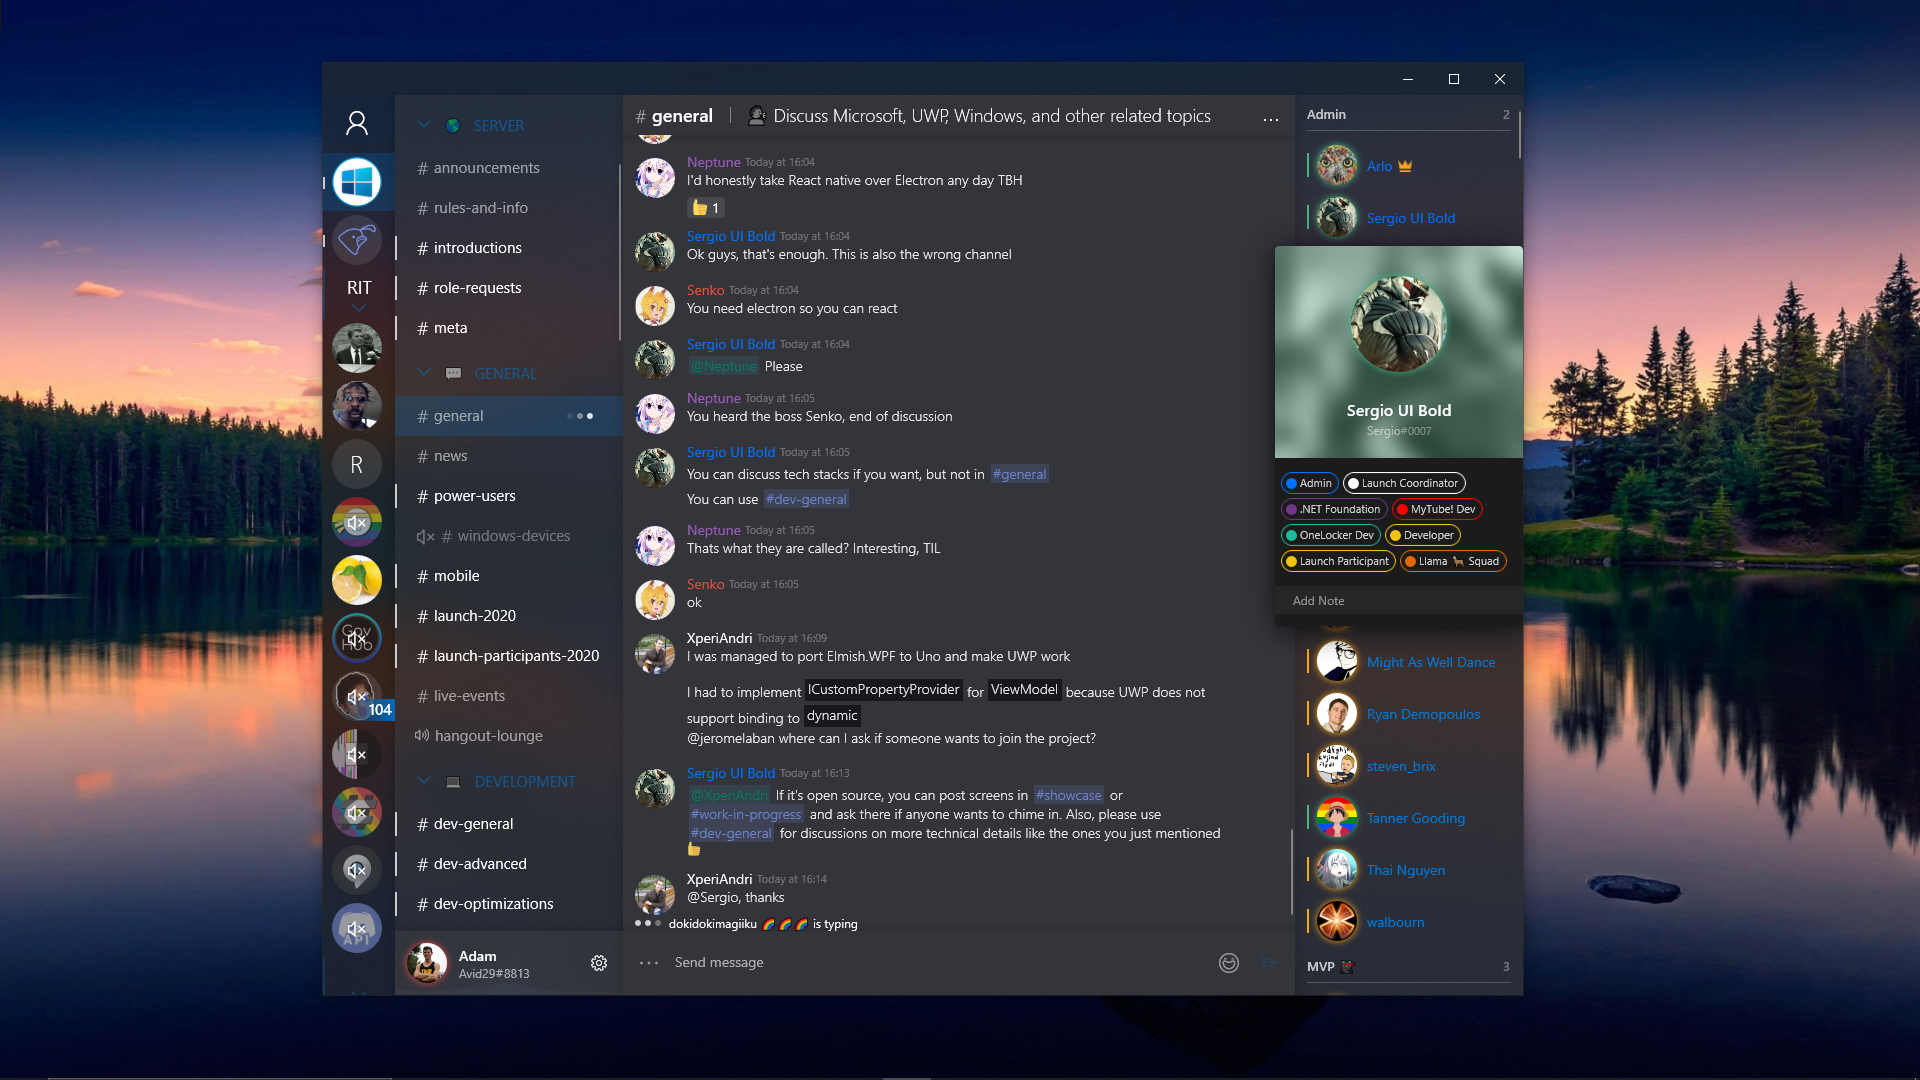 RIT
R
GovHub
104
API
SERVER
# announcements
# rules-and-info
# introductions
# role-requests
# meta
GENERAL
# general
# news
# power-users
# windows-devices
# mobile
# launch-2020
# launch-participants-2020
# live-events
hangout-lounge
DEVELOPMENT
# dev-general
# dev-advanced
# dev-optimizations
Adam
Avid29#8813
# general
Discuss Microsoft, UWP, Windows, and other related topics
...
Neptune Today at 16:04
I'd honestly take React native over Electron any day TBH
👍 1
Sergio UI Bold Today at 16:04
Ok guys, that's enough. This is also the wrong channel
Senko Today at 16:04
You need electron so you can react
Sergio UI Bold Today at 16:04
@Neptune Please
Neptune Today at 16:05
You heard the boss Senko, end of discussion
Sergio UI Bold Today at 16:05
You can discuss tech stacks if you want, but not in #general
You can use #dev-general
Neptune Today at 16:05
Thats what they are called? Interesting, TIL
Senko Today at 16:05
ok
XperiAndri Today at 16:09
I was managed to port Elmish.WPF to Uno and make UWP work
I had to implement ICustomPropertyProvider for ViewModel because UWP does not
support binding to dynamic
@jeromelaban where can I ask if someone wants to join the project?
Sergio UI Bold Today at 16:13
@XperiAndri If it's open source, you can post screens in #showcase or
#work-in-progress and ask there if anyone wants to chime in. Also, please use
#dev-general for discussions on more technical details like the ones you just mentioned
👍
XperiAndri Today at 16:14
@Sergio, thanks
dokidokimagiiku 🌈🌈🌈 is typing
Send message
Admin 2
Arlo 👑
Sergio UI Bold
Sergio UI Bold
Sergio#0007
Admin
Launch Coordinator
.NET Foundation
MyTube! Dev
OneLocker Dev
Developer
Launch Participant
Llama 🦙 Squad
Add Note
Might As Well Dance
Ryan Demopoulos
steven_brix
Tanner Gooding
Thai Nguyen
walbourn
MVP 3